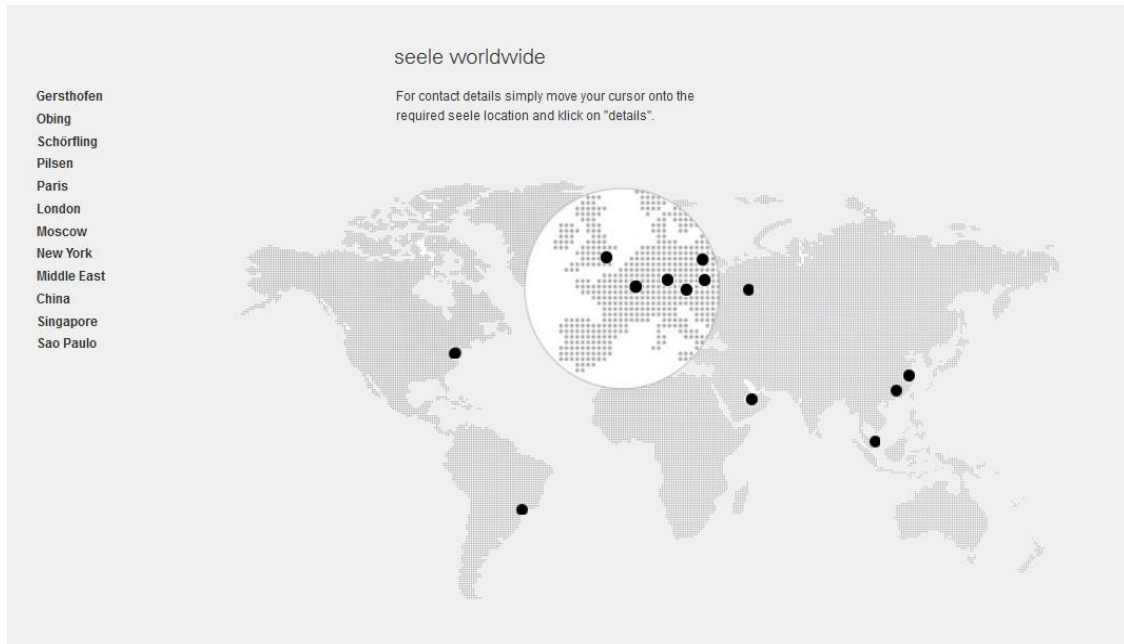 seele worldwide
For contact details simply move your cursor onto the
required seele location and klick on "details".
Gersthofen
Obing
Schörfling
Pilsen
Paris
London
Moscow
New York
Middle East
China
Singapore
Sao Paulo